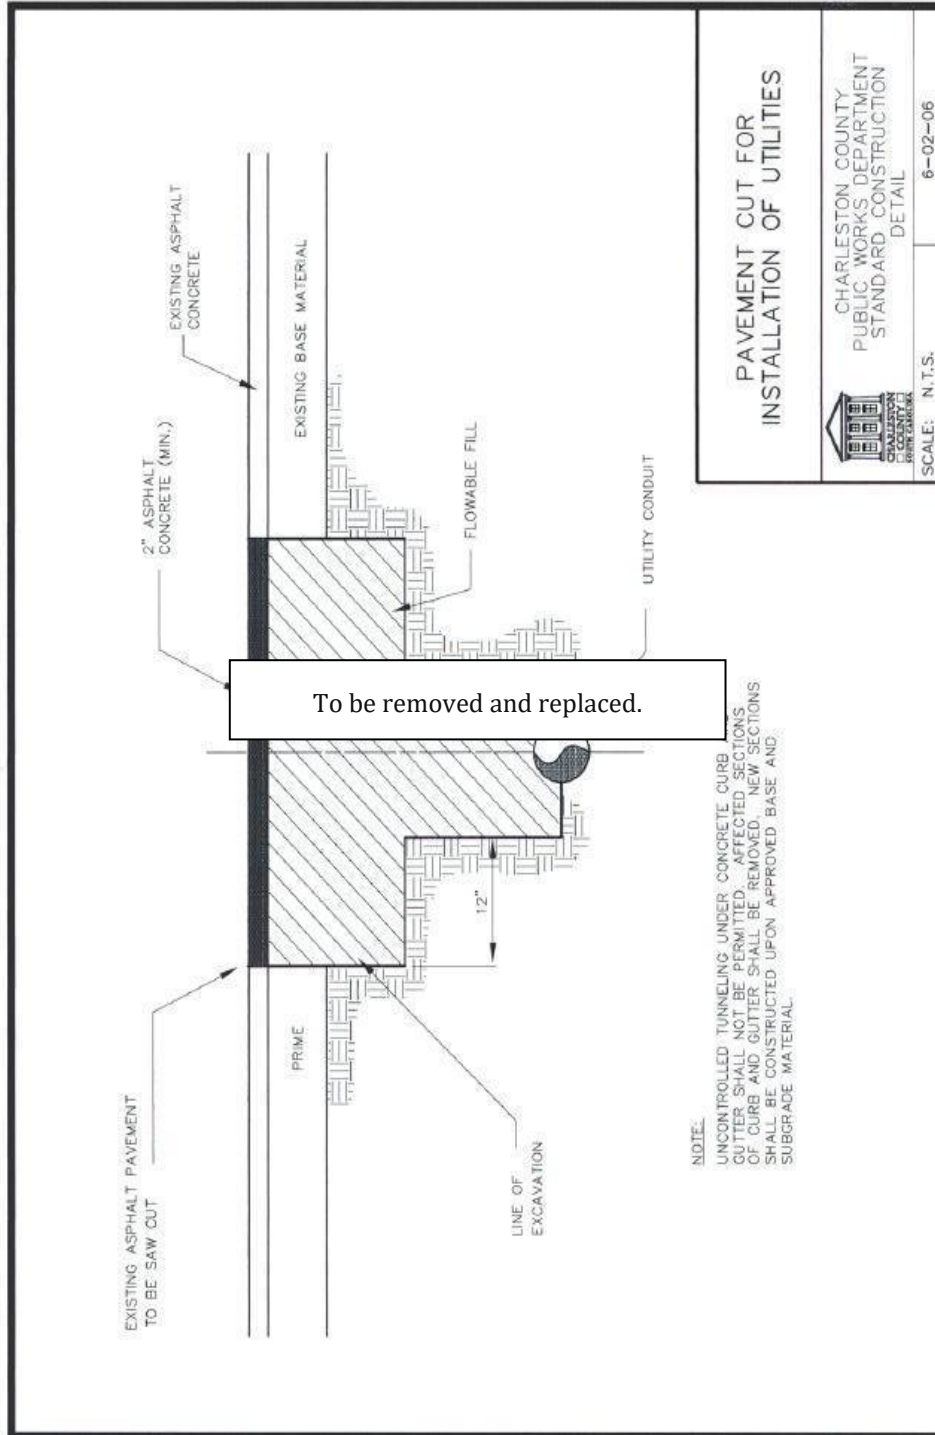 EXISTING ASPHALT PAVEMENT
TO BE SAW CUT
2" ASPHALT
CONCRETE (MIN.)
EXISTING ASPHALT
CONCRETE
PRIME
EXISTING BASE MATERIAL
12"
LINE OF
EXCAVATION
FLOWABLE FILL
UTILITY CONDUIT
To be removed and replaced.
NOTE:
UNCONTROLLED TUNNELING UNDER CONCRETE CURB
GUTTER SHALL NOT BE PERMITTED. AFFECTED SECTIONS
OF CURB AND GUTTER SHALL BE REMOVED. NEW SECTIONS
SHALL BE CONSTRUCTED UPON APPROVED BASE AND
SUBGRADE MATERIAL.
PAVEMENT CUT FOR
INSTALLATION OF UTILITIES
CHARLESTON
COUNTY
SOUTH CAROLINA
CHARLESTON COUNTY
PUBLIC WORKS DEPARTMENT
STANDARD CONSTRUCTION
DETAIL
SCALE: N.T.S.
6-02-06